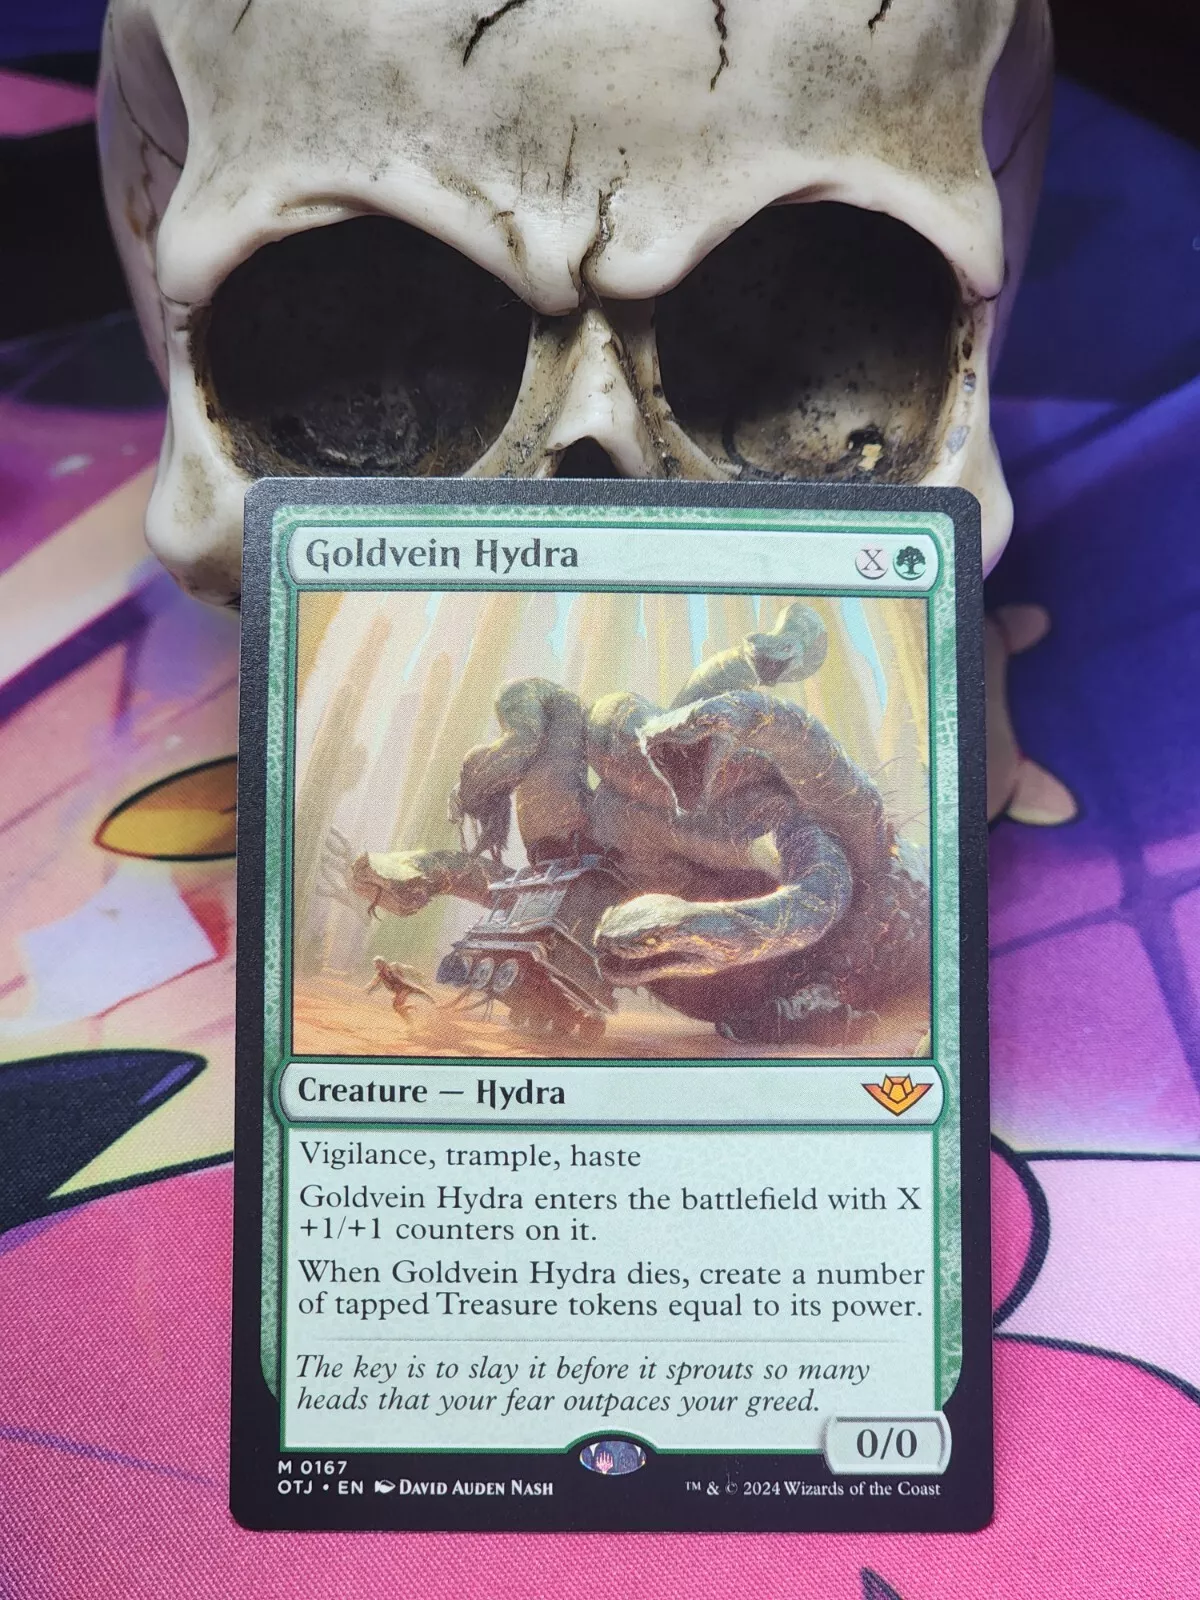 Goldvein Hydra X
Creature — Hydra
Vigilance, trample, haste
Goldvein Hydra enters the battlefield with X
+1/+1 counters on it.
When Goldvein Hydra dies, create a number
of tapped Treasure tokens equal to its power.
The key is to slay it before it sprouts so many
heads that your fear outpaces your greed.
0/0
M 0167
OTJ • EN DAVID AUDEN NASH
™ & © 2024 Wizards of the Coast